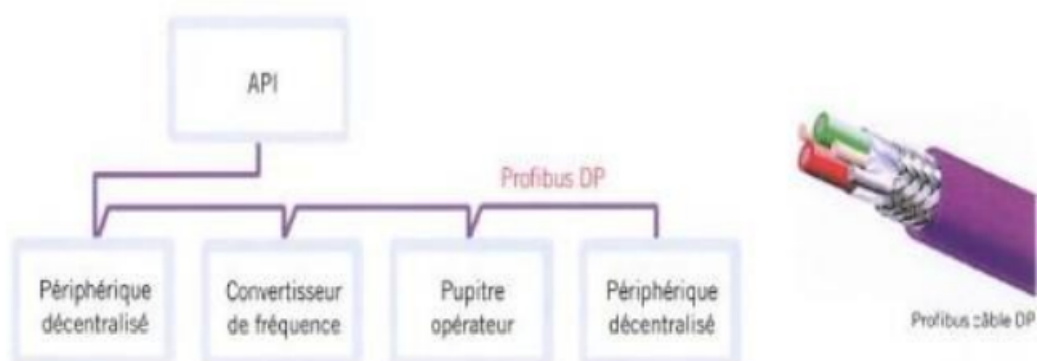 API
Profibus DP
Périphérique
décentralisé
Convertisseur
de fréquence
Pupitre
opérateur
Périphérique
décentralisé
Profibus câble DP